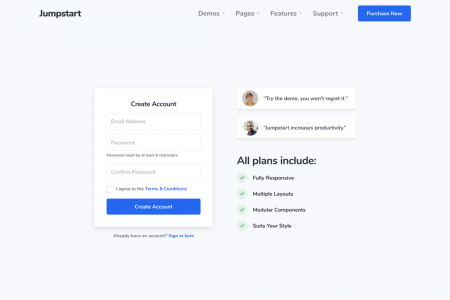 Jumpstart
Demos
Pages
Features
Support
Purchase Now
Create Account
Email Address
Password
Password must be at least 8 characters
Confirm Password
I agree to the Terms & Conditions
Create Account
Already have an account? Sign in here
"Try the demo, you won't regret it."
"Jumpstart increases productivity."
All plans include:
Fully Responsive
Multiple Layouts
Modular Components
Suits Your Style